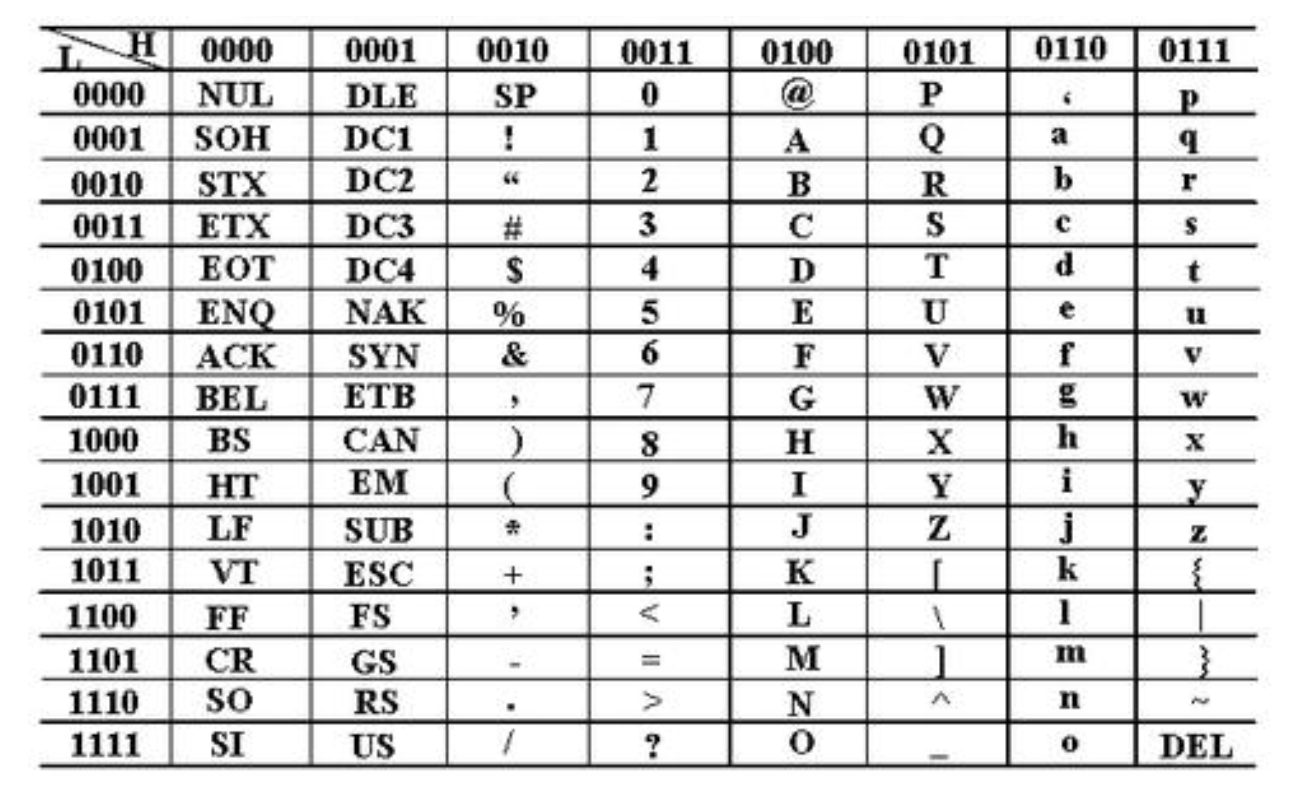 L H 0000 0001 0010 0011 0100 0101 0110 0111
0000 NUL DLE SP 0 @ P ‘ p
0001 SOH DC1 ! 1 A Q a q
0010 STX DC2 “ 2 B R b r
0011 ETX DC3 # 3 C S c s
0100 EOT DC4 $ 4 D T d t
0101 ENQ NAK % 5 E U e u
0110 ACK SYN & 6 F V f v
0111 BEL ETB , 7 G W g w
1000 BS CAN ) 8 H X h x
1001 HT EM ( 9 I Y i y
1010 LF SUB * : J Z j z
1011 VT ESC + ; K [ k {
1100 FF FS ’ < L \ l |
1101 CR GS - = M ] m }
1110 SO RS . > N ^ n ~
1111 SI US / ? O _ o DEL